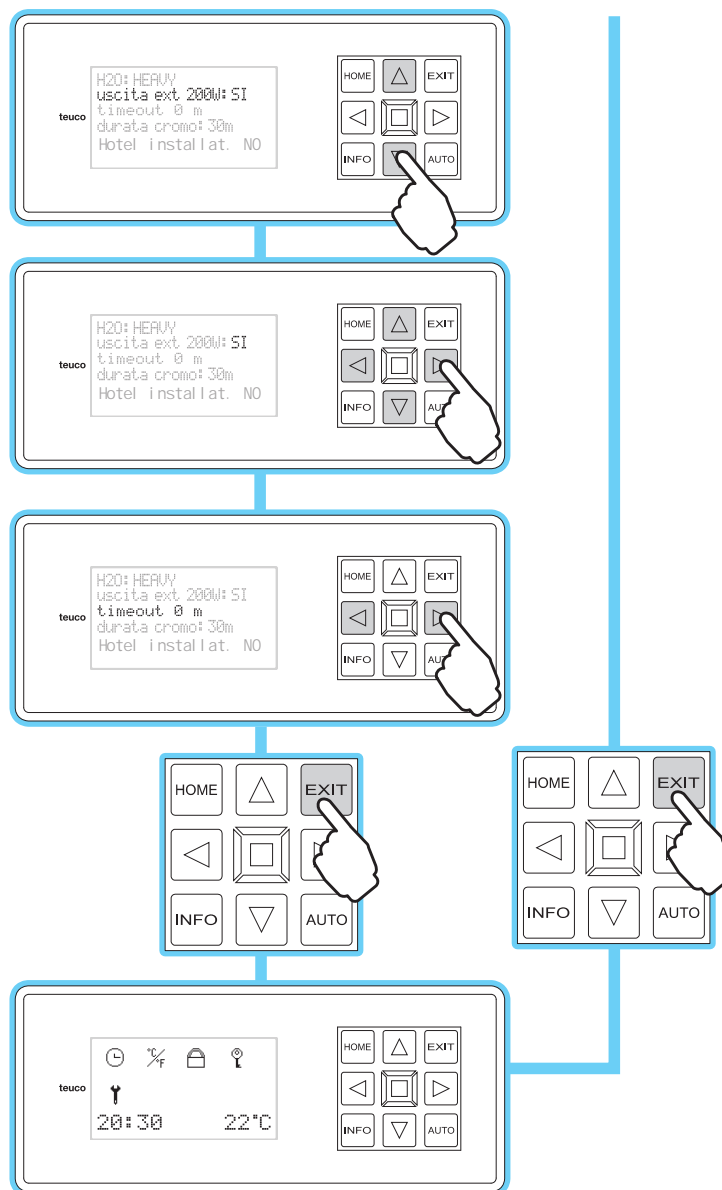 H2O: HEAVY
uscita ext 200W: SI
timeout 0 m
durata cromo: 30m
Hotel installat. NO
teuco
HOME
EXIT
INFO
AUTO
H2O: HEAVY
uscita ext 200W: SI
timeout 0 m
durata cromo: 30m
Hotel installat. NO
teuco
HOME
EXIT
INFO
H2O: HEAVY
uscita ext 200W: SI
timeout 0 m
durata cromo: 30m
Hotel installat. NO
teuco
HOME
EXIT
INFO
HOME
EXIT
INFO
AUTO
HOME
EXIT
INFO
AUTO
°C/°F
teuco
20:30 22°C
HOME
EXIT
INFO
AUTO